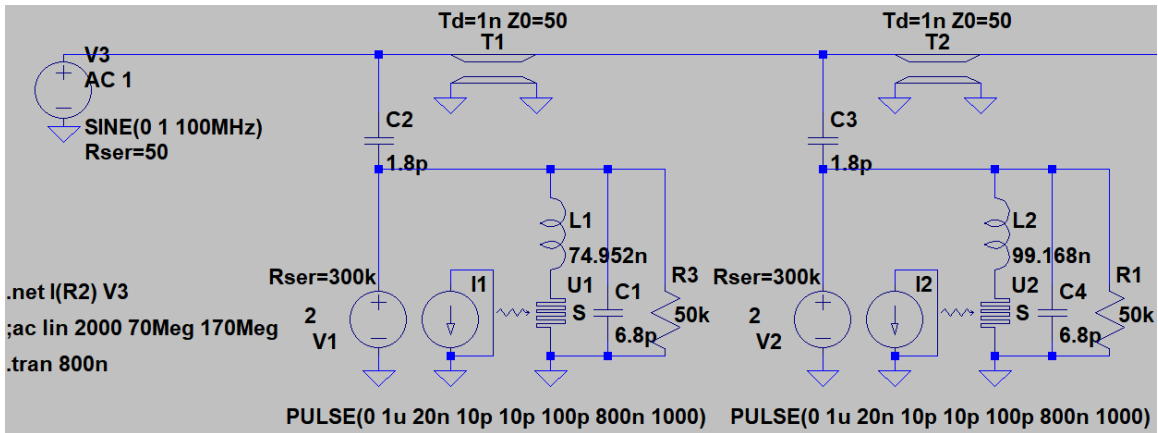 Td=1n Z0=50
T1
Td=1n Z0=50
T2
V3
AC 1
SINE(0 1 100MHz)
Rser=50
C2
1.8p
C3
1.8p
L1
74.952n
L2
99.168n
Rser=300k
I1
U1
S
C1
R3
50k
6.8p
2
V1
Rser=300k
I2
U2
S
C4
R1
50k
6.8p
2
V2
.net I(R2) V3
;ac lin 2000 70Meg 170Meg
.tran 800n
PULSE(0 1u 20n 10p 10p 100p 800n 1000)
PULSE(0 1u 20n 10p 10p 100p 800n 1000)